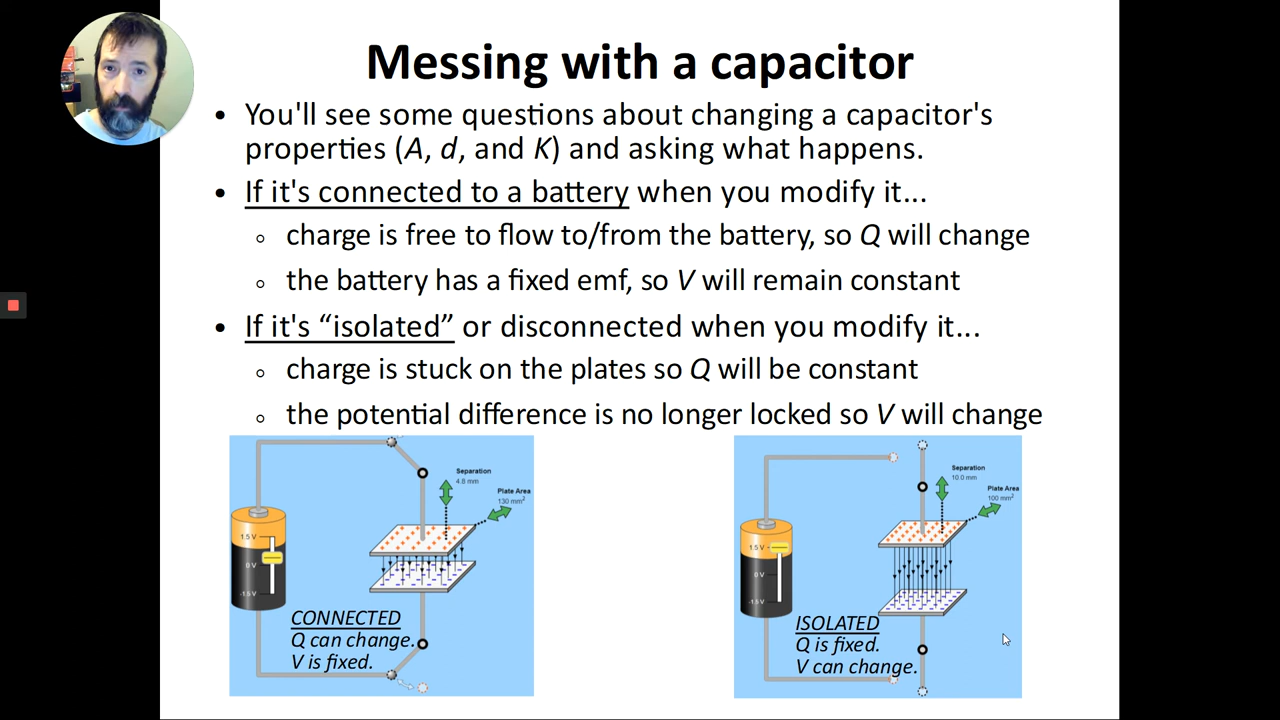 Messing with a capacitor
• You'll see some questions about changing a capacitor's
properties (A, d, and K) and asking what happens.
• If it's connected to a battery when you modify it...
◦ charge is free to flow to/from the battery, so Q will change
◦ the battery has a fixed emf, so V will remain constant
• If it's “isolated” or disconnected when you modify it...
◦ charge is stuck on the plates so Q will be constant
◦ the potential difference is no longer locked so V will change
Separation
4.8 mm
Plate Area
130 mm²
1.5 V
0 V
-1.5 V
CONNECTED
Q can change.
V is fixed.
Separation
10.0 mm
Plate Area
100 mm²
1.5 V
0 V
-1.5 V
ISOLATED
Q is fixed.
V can change.